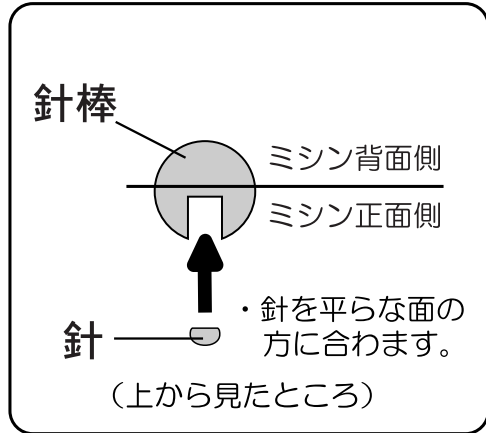 針棒
ミシン背面側
ミシン正面側
針
・針を平らな面の
方に合わます。
（上から見たところ）